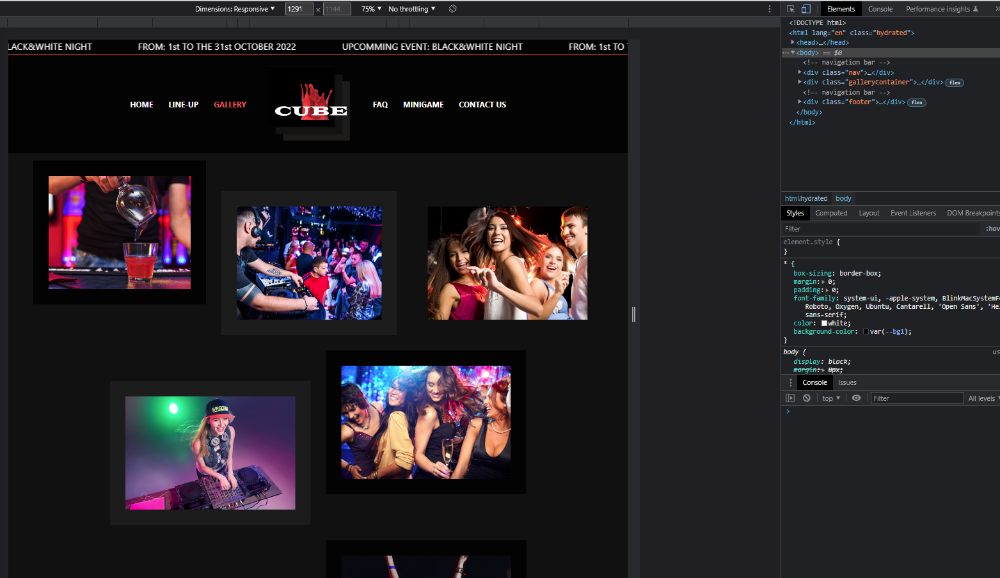 Dimensions: Responsive ▼ 1291 × 1144 75% ▼ No throttling ▼
Elements Console Performance insights
LACK&WHITE NIGHT FROM: 1st TO THE 31st OCTOBER 2022 UPCOMMING EVENT: BLACK&WHITE NIGHT FROM: 1st TO
HOME LINE-UP GALLERY CUBE FAQ MINIGAME CONTACT US
<!DOCTYPE html>
<html lang="en" class="hydrated">
<head>…</head>
<body> == $0
<!-- navigation bar -->
<div class="nav">…</div>
<div class="galleryContainer">…</div> flex
<!-- navigation bar -->
<div class="footer">…</div> flex
</body>
</html>
html.hydrated body
Styles Computed Layout Event Listeners DOM Breakpoints
Filter :hov
element.style {
}
* {
box-sizing: border-box;
margin: 0;
padding: 0;
font-family: system-ui, -apple-system, BlinkMacSystemF
Roboto, Oxygen, Ubuntu, Cantarell, 'Open Sans', 'He
sans-serif;
color: white;
background-color: var(--bg1);
}
body { us
display: block;
margin: 8px;
Console Issues
top ▼ Filter All levels